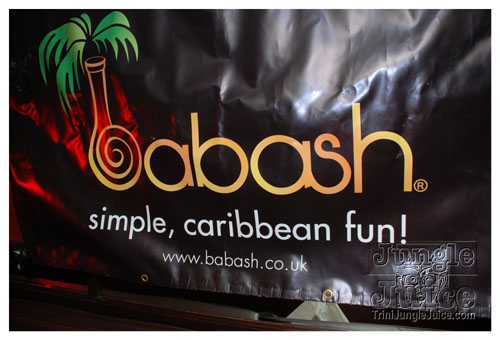 babash®
simple, caribbean fun!
www.babash.co.uk
Jungle
Juice
TriniJungleJuice.com